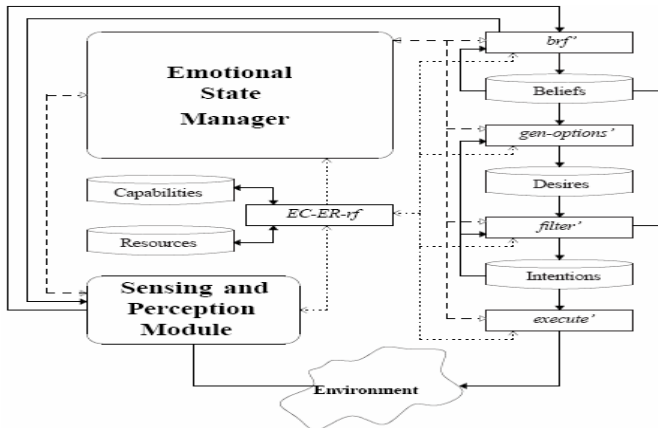 brf'
Emotional
State
Manager
Beliefs
gen-options'
Capabilities
Desires
EC-ER-rf
filter'
Resources
Intentions
Sensing and
Perception
Module
execute'
Environment